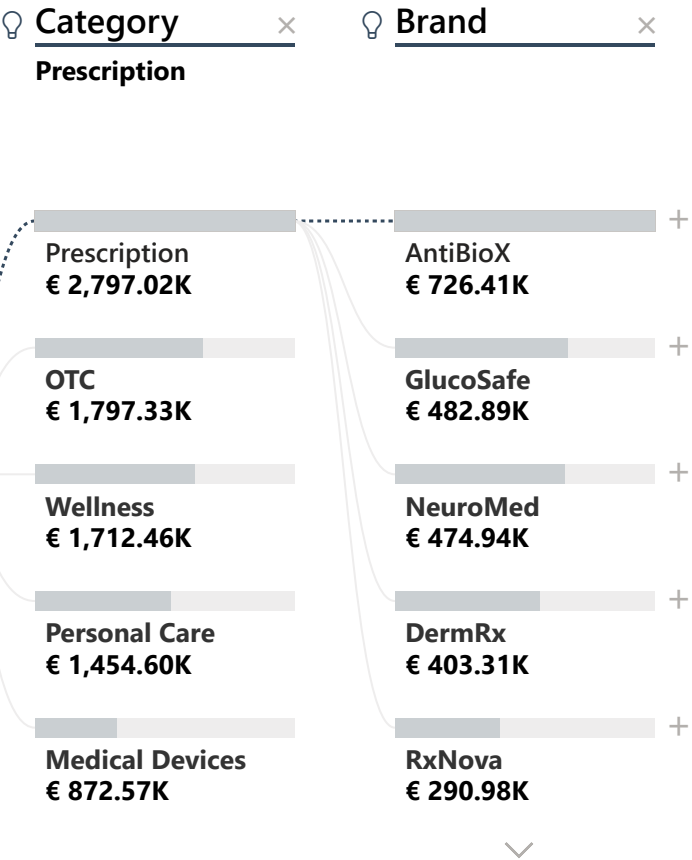 Category
Brand
Prescription
Prescription
€ 2,797.02K
AntiBioX
€ 726.41K
OTC
€ 1,797.33K
GlucoSafe
€ 482.89K
Wellness
€ 1,712.46K
NeuroMed
€ 474.94K
Personal Care
€ 1,454.60K
DermRx
€ 403.31K
Medical Devices
€ 872.57K
RxNova
€ 290.98K